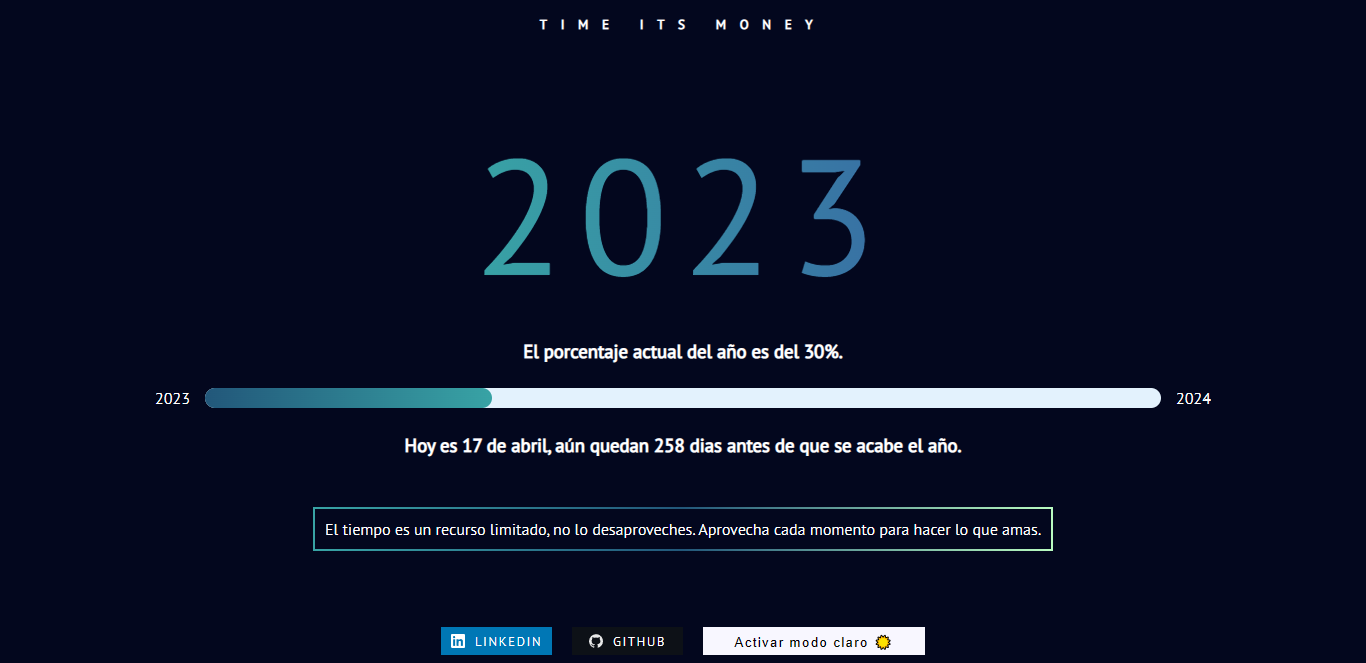 TIME ITS MONEY
2023
El porcentaje actual del año es del 30%.
2023 2024
Hoy es 17 de abril, aún quedan 258 dias antes de que se acabe el año.
El tiempo es un recurso limitado, no lo desaproveches. Aprovecha cada momento para hacer lo que amas.
LINKEDIN GITHUB Activar modo claro